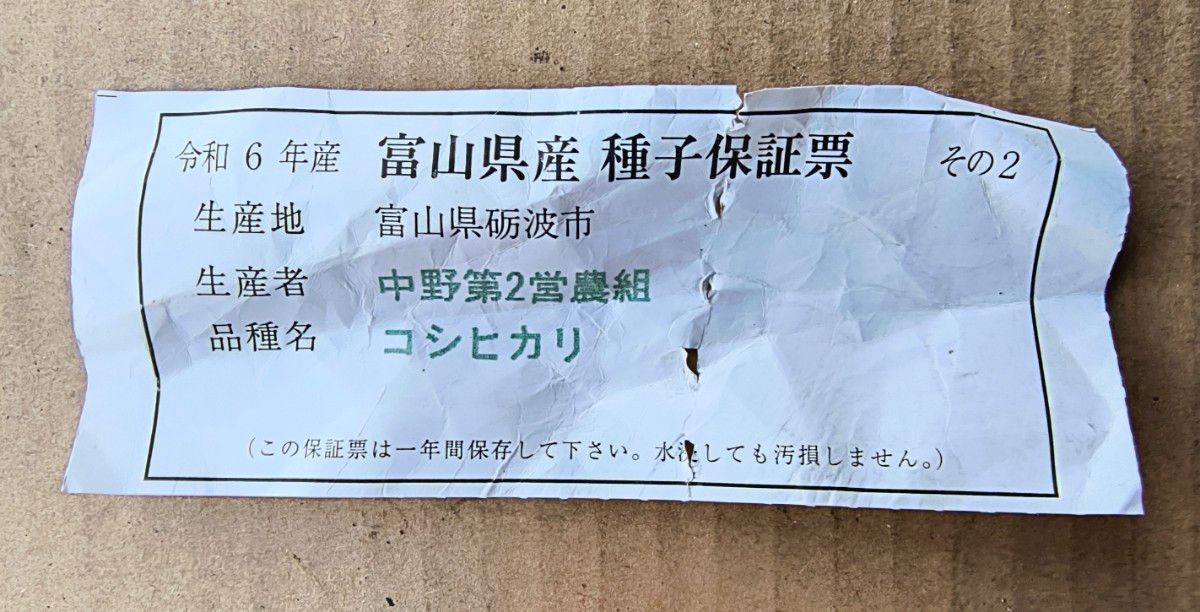 令和 6 年産 富山県産 種子保証票 その2
生産地 富山県砺波市
生産者 中野第2営農組
品種名 コシヒカリ
(この保証票は一年間保存して下さい。水洗しても汚損しません。)